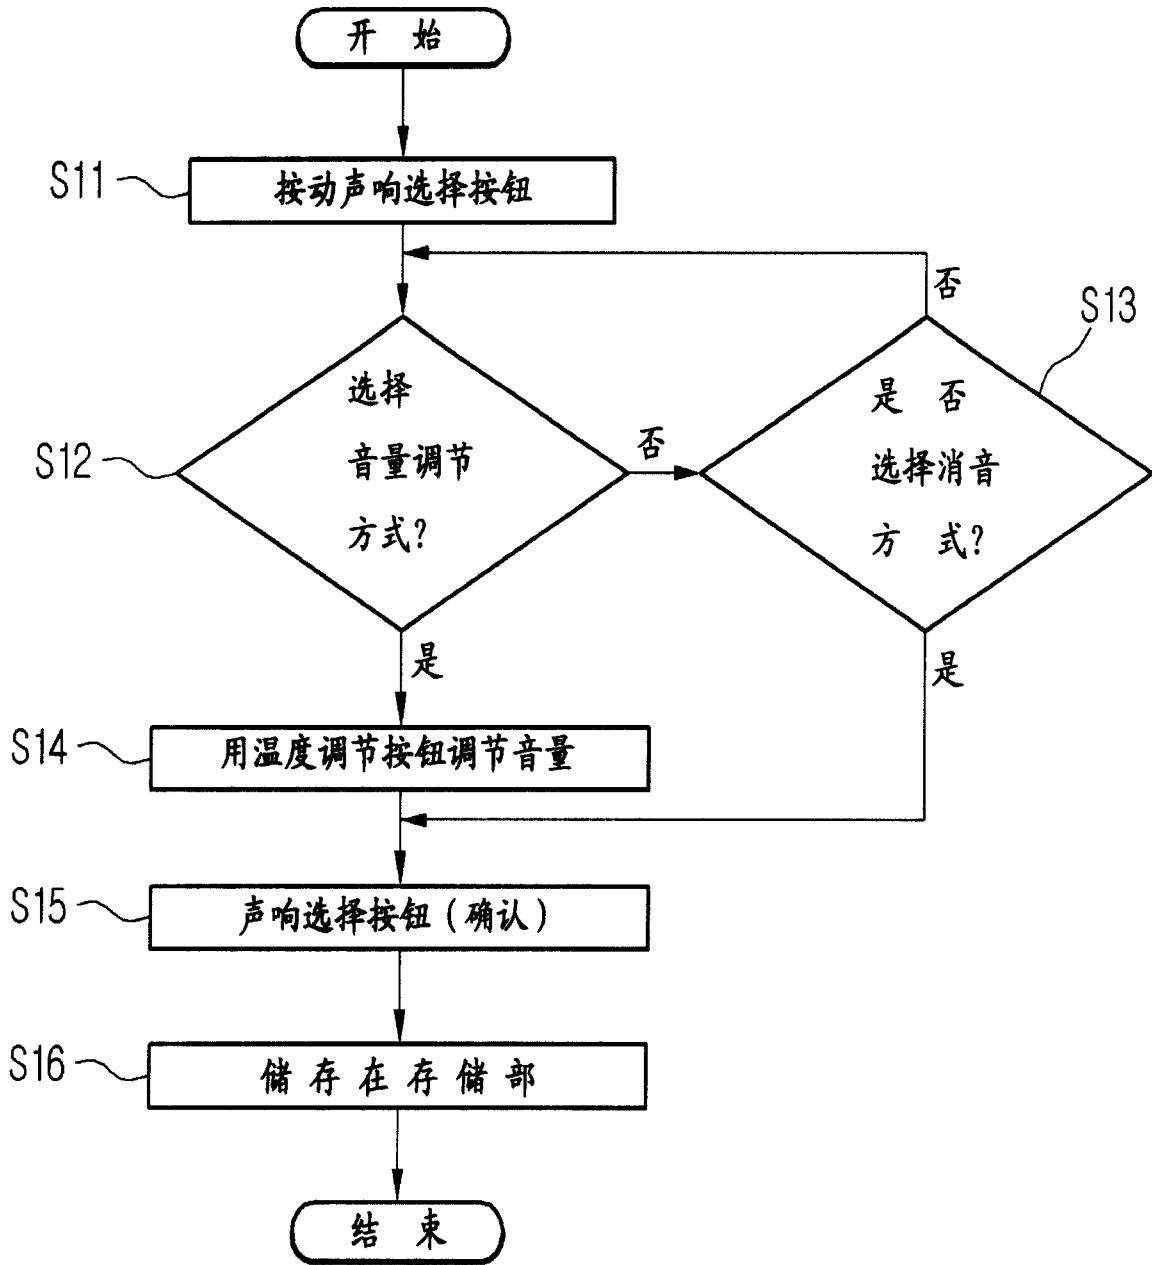 开 始
S11
按动声响选择按钮
否
S13
选择
音量调节
方式?
S12
否
是 否
选择消音
方 式?
是
是
S14
用温度调节按钮调节音量
S15
声响选择按钮(确认)
S16
储存在存储部
结 束